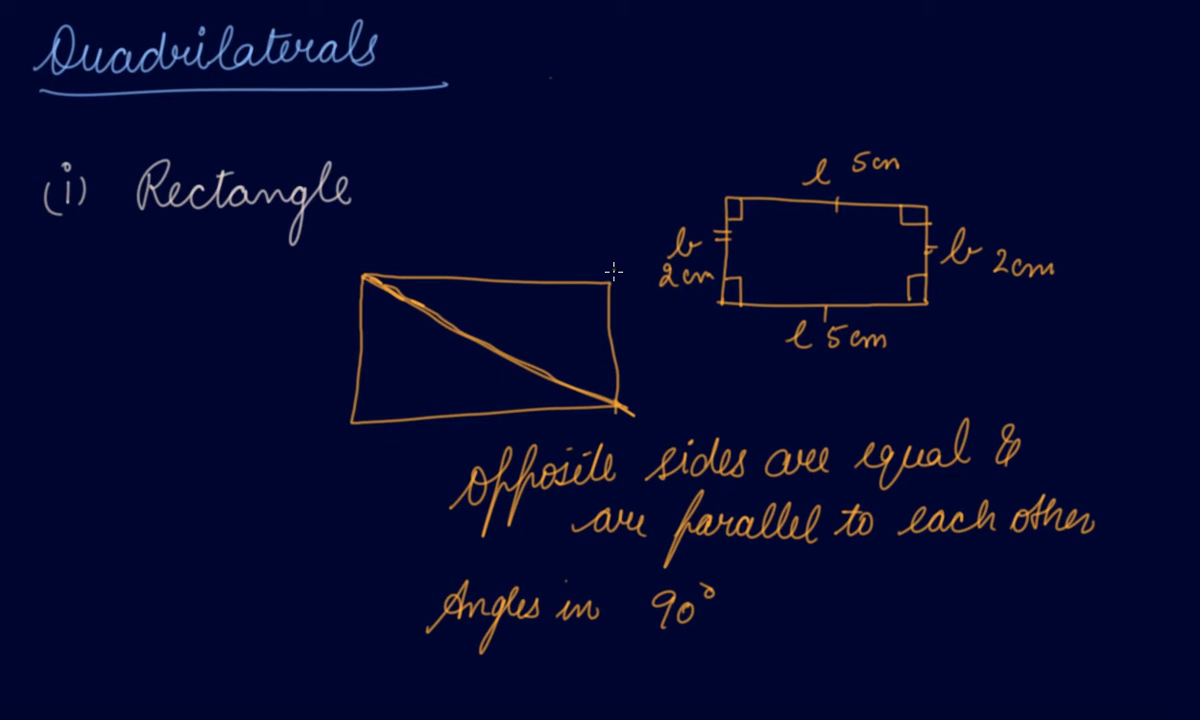 Quadrilaterals
(i) Rectangle
l 5cm
b
2cm
b 2cm
l 5cm
opposite sides are equal &
are parallel to each other
Angles in 90°